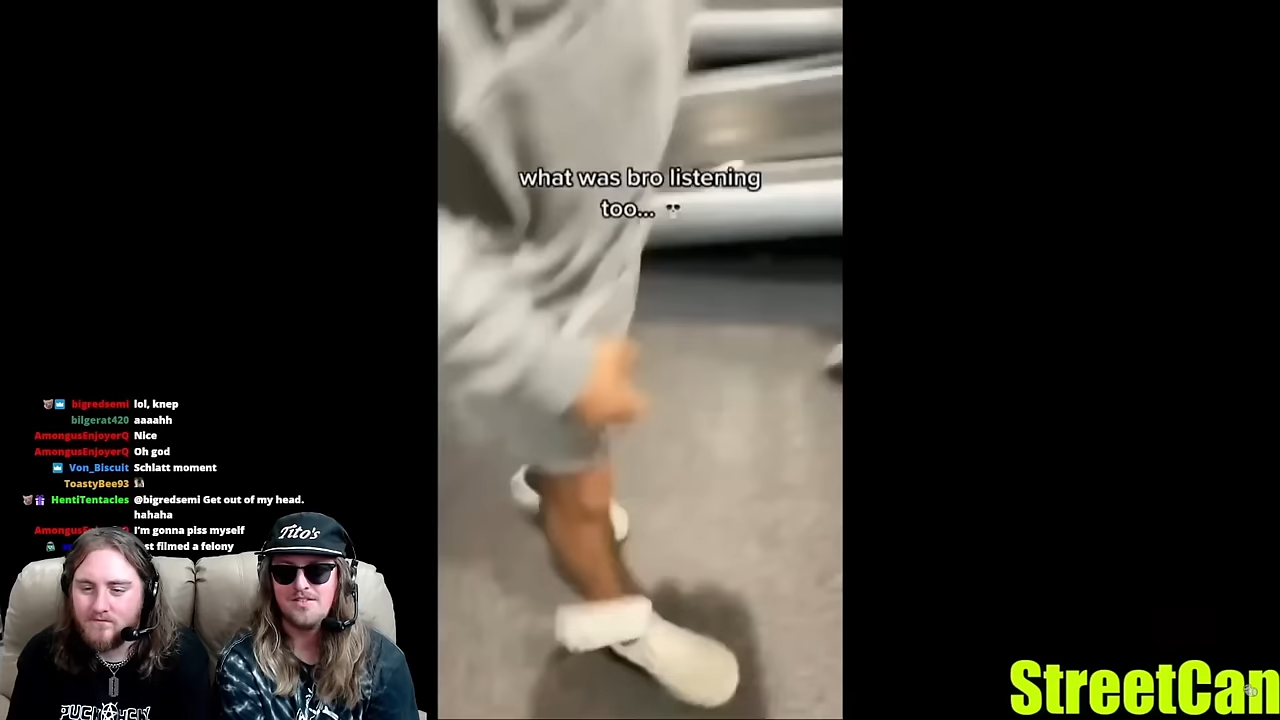 what was bro listening
too...
bigredsemi lol, knep
bilgerat420 aaaahh
AmongusEnjoyerQ Nice
AmongusEnjoyerQ Oh god
Von_Biscuit Schlatt moment
ToastyBee93
HentiTentacles @bigredsemi Get out of my head.
hahaha
I'm gonna piss myself
st filmed a felony
Tito's
StreetCan